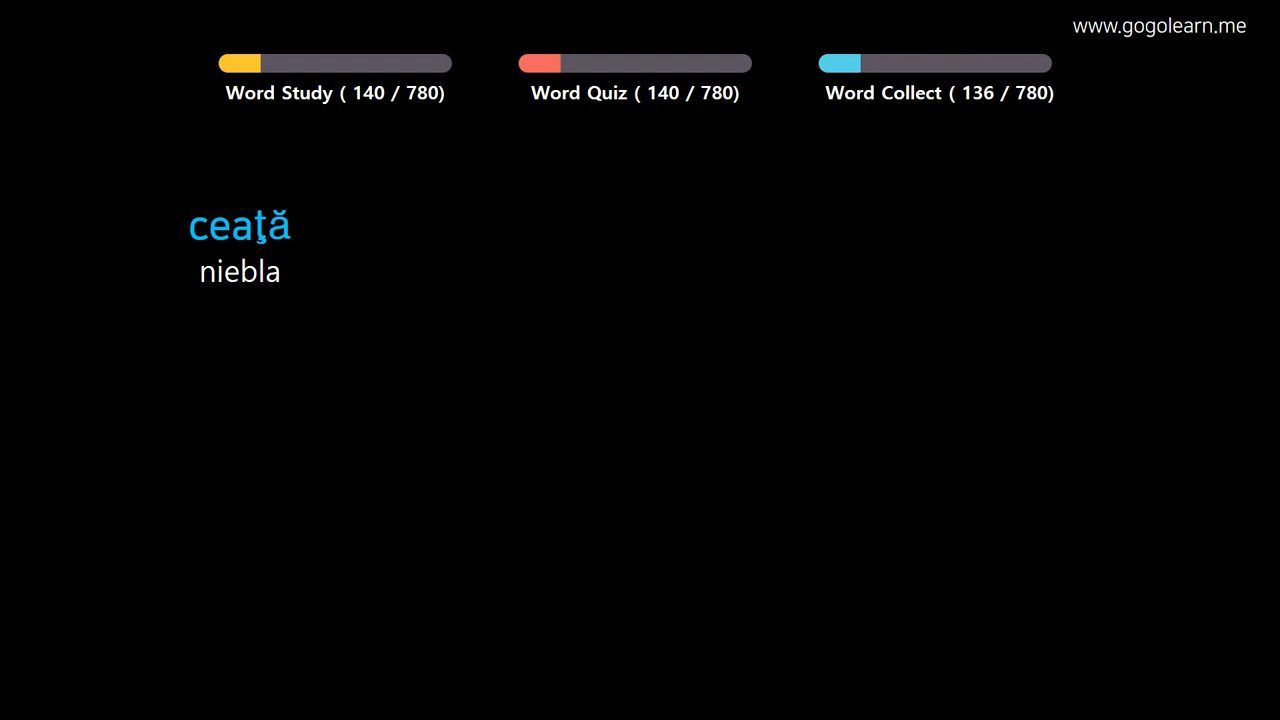 www.gogolearn.me
Word Study ( 140 / 780)
Word Quiz ( 140 / 780)
Word Collect ( 136 / 780)
ceaţă
niebla